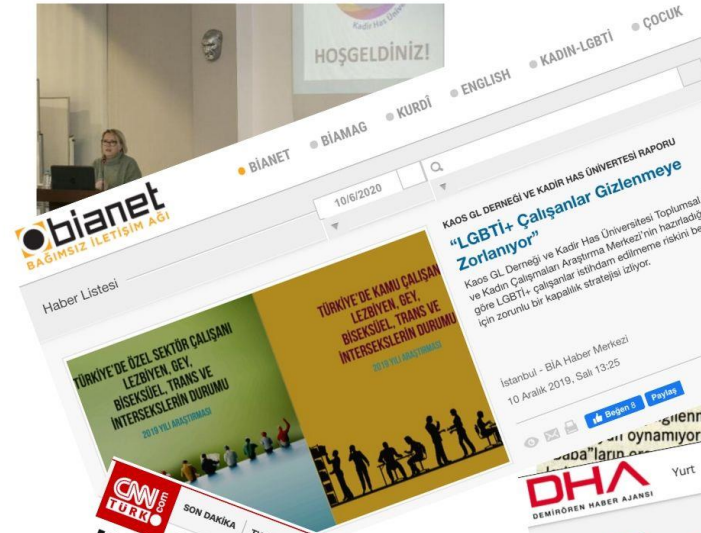 Kadir Has Üniver
HOŞGELDİNİZ!
BİANET
BİAMAG
KURDÎ
ENGLISH
KADIN-LGBTİ
ÇOCUK
bianet
BAĞIMSIZ İLETİŞİM AĞI
10/6/2020
Haber Listesi
KAOS GL DERNEĞİ VE KADİR HAS ÜNİVERTESİ RAPORU
“LGBTİ+ Çalışanlar Gizlenmeye
Zorlanıyor”
Kaos GL Derneği ve Kadir Has Üniversitesi Toplumsal
ve Kadın Çalışmaları Araştırma Merkezi'nin hazırladığ
göre LGBTİ+ çalışanlar istihdam edilmeme riskini be
için zorunlu bir kapalılık stratejisi izliyor.
İstanbul - BİA Haber Merkezi
10 Aralık 2019, Salı 13:25
Beğen 8
Paylaş
TÜRKİYE'DE ÖZEL SEKTÖR ÇALIŞANI
LEZBİYEN, GEY,
BİSEKSÜEL, TRANS VE
İNTERSEKSLERİN DURUMU
2019 YILI ARAŞTIRMASI
TÜRKİYE'DE KAMU ÇALIŞAN
LEZBİYEN, GEY,
BİSEKSÜEL, TRANS VE
İNTERSEKSLERİN DURUMU
2019 YILI ARAŞTIRMASI
CNN
TÜRK
.com
SON DAKİKA
oynamıyor
DHA
DEMİRÖREN HABER AJANSI
Yurt